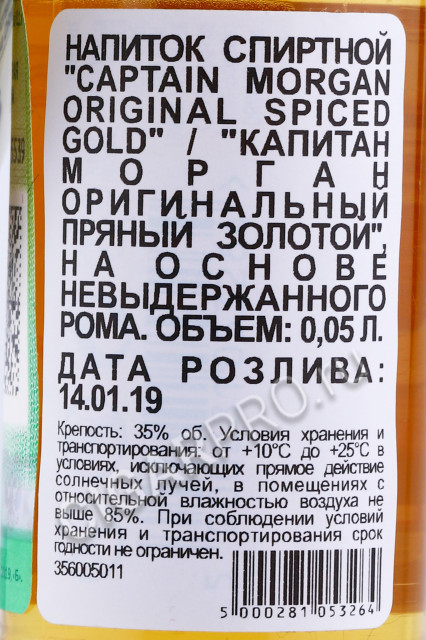 НАПИТОК СПИРТНОЙ
"CAPTAIN MORGAN
ORIGINAL SPICED
GOLD" / "КАПИТАН
МОРГАН
ОРИГИНАЛЬНЫЙ
ПРЯНЫЙ ЗОЛОТОЙ",
НА ОСНОВЕ
НЕВЫДЕРЖАННОГО
РОМА. ОБЪЕМ: 0,05 Л.
ДАТА РОЗЛИВА:
14.01.19
Крепость: 35% об. Условия хранения и
транспортирования: от +10°С до +25°С в
условиях, исключающих прямое действие
солнечных лучей, в помещениях с
относительной влажностью воздуха не
выше 85%. При соблюдении условий
хранения и транспортирования срок
годности не ограничен.
356005011
5 000281 053264